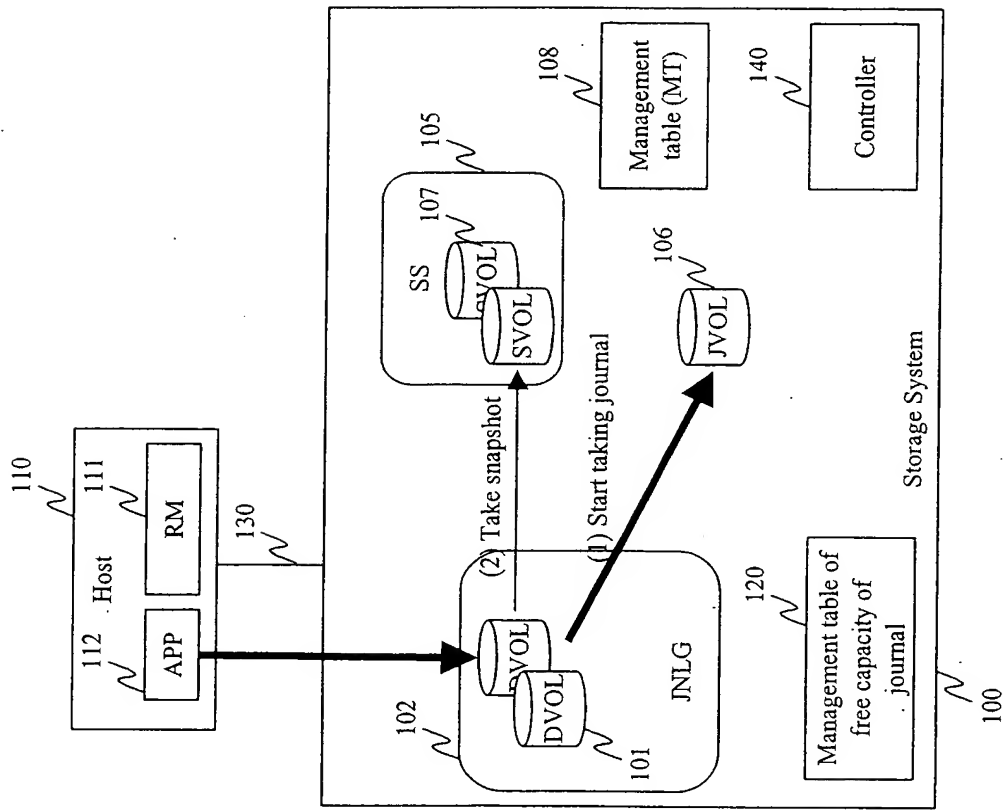 110
Host
111
RM
112
APP
130
102
DVOL
DVOL
101
JNLG
(2) Take snapshot
(1) Start taking journal
105
SS
107
SVOL
SVOL
106
JVOL
108
Management
table (MT)
140
Controller
120
Management table of
free capacity of
journal
Storage System
100